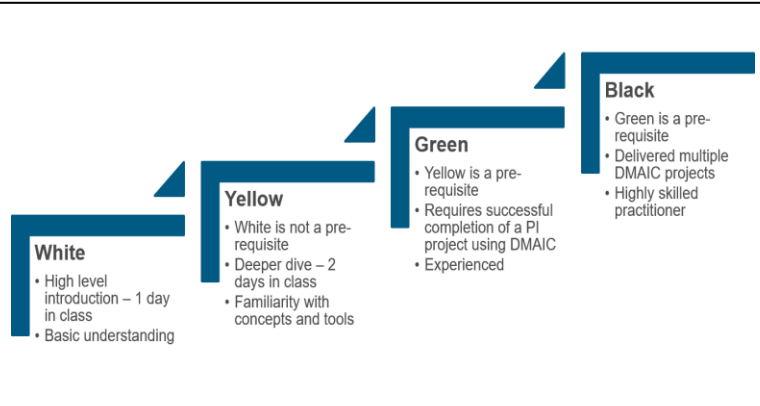 White
• High level
introduction – 1 day
in class
• Basic understanding
Yellow
• White is not a pre-
requisite
• Deeper dive – 2
days in class
• Familiarity with
concepts and tools
Green
• Yellow is a pre-
requisite
• Requires successful
completion of a PI
project using DMAIC
• Experienced
Black
• Green is a pre-
requisite
• Delivered multiple
DMAIC projects
• Highly skilled
practitioner